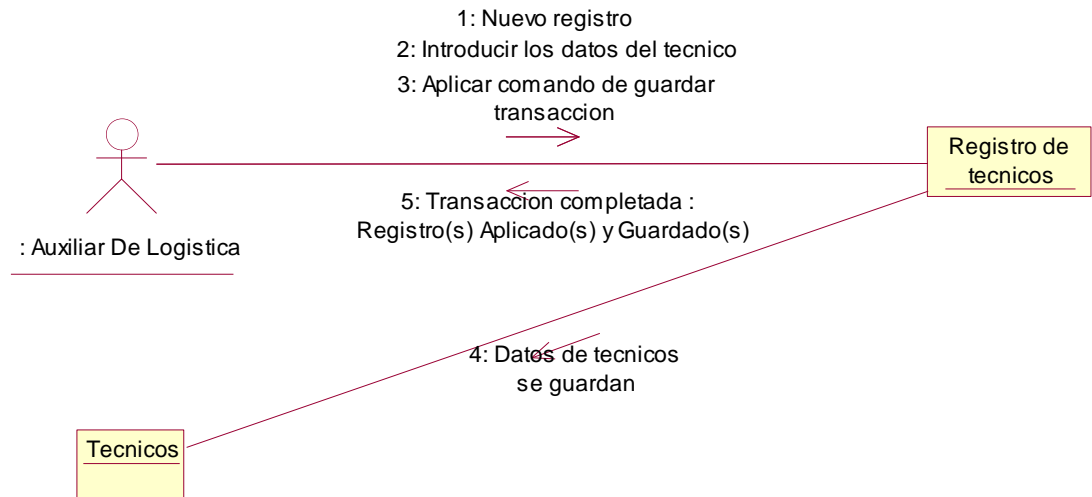 1: Nuevo registro
2: Introducir los datos del tecnico
3: Aplicar comando de guardar
transaccion
Registro de
tecnicos
5: Transaccion completada :
Registro(s) Aplicado(s) y Guardado(s)
: Auxiliar De Logistica
4: Datos de tecnicos
se guardan
Tecnicos